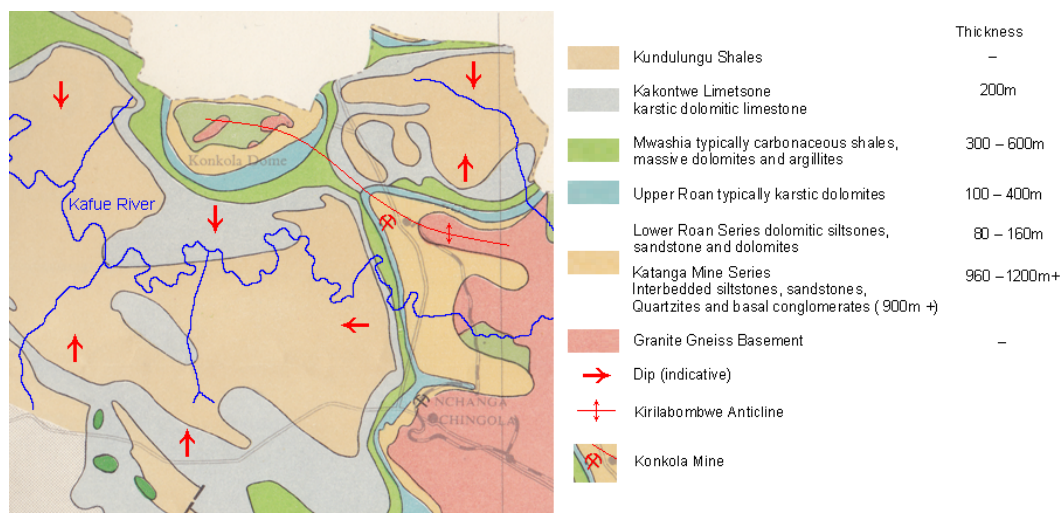 Konkola Dome
Kafue River
NCHANGA
CHINGOLA
Thickness
Kundulungu Shales
–
Kakontwe Limetsone
karstic dolomitic limestone
200m
Mwashia typically carbonaceous shales,
massive dolomites and argillites
300 – 600m
Upper Roan typically karstic dolomites
100 – 400m
Lower Roan Series dolomitic siltsones,
sandstone and dolomites
80 – 160m
Katanga Mine Series
Interbedded siltstones, sandstones,
Quartzites and basal conglomerates ( 900m +)
960 –1200m+
Granite Gneiss Basement
–
Dip (indicative)
Kirilabombwe Anticline
Konkola Mine